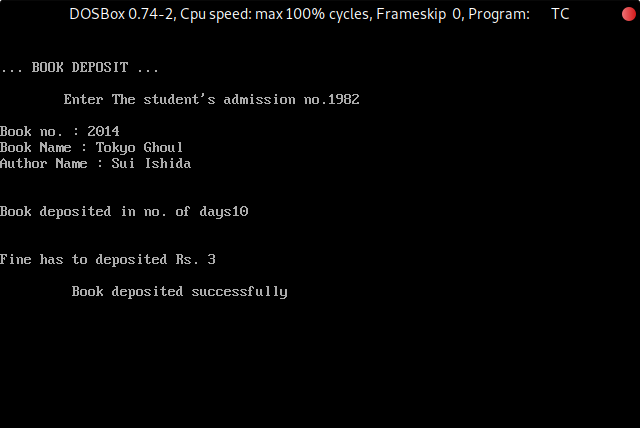 DOSBox 0.74-2, Cpu speed: max 100% cycles, Frameskip 0, Program: TC
... BOOK DEPOSIT ...
Enter The student's admission no.1982
Book no. : 2014
Book Name : Tokyo Ghoul
Author Name : Sui Ishida
Book deposited in no. of days10
Fine has to deposited Rs. 3
Book deposited successfully